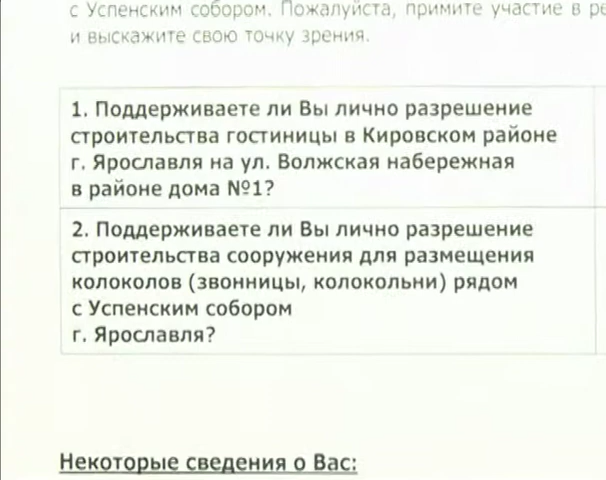 с Успенским собором. Пожалуйста, примите участие в
и выскажите свою точку зрения.
1. Поддерживаете ли Вы лично разрешение
строительства гостиницы в Кировском районе
г. Ярославля на ул. Волжская набережная
в районе дома №1?
2. Поддерживаете ли Вы лично разрешение
строительства сооружения для размещения
колоколов (звонницы, колокольни) рядом
с Успенским собором
г. Ярославля?
Некоторые сведения о Вас: